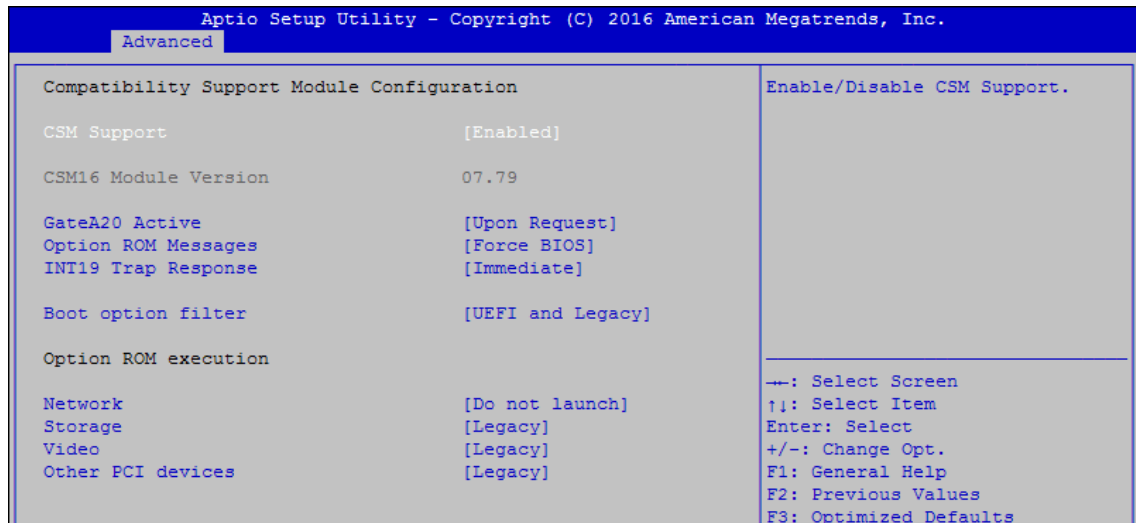 Aptio Setup Utility - Copyright (C) 2016 American Megatrends, Inc.
Advanced
Compatibility Support Module Configuration
CSM Support [Enabled]
CSM16 Module Version 07.79
GateA20 Active [Upon Request]
Option ROM Messages [Force BIOS]
INT19 Trap Response [Immediate]
Boot option filter [UEFI and Legacy]
Option ROM execution
Network [Do not launch]
Storage [Legacy]
Video [Legacy]
Other PCI devices [Legacy]
Enable/Disable CSM Support.
→←: Select Screen
↑↓: Select Item
Enter: Select
+/-: Change Opt.
F1: General Help
F2: Previous Values
F3: Optimized Defaults